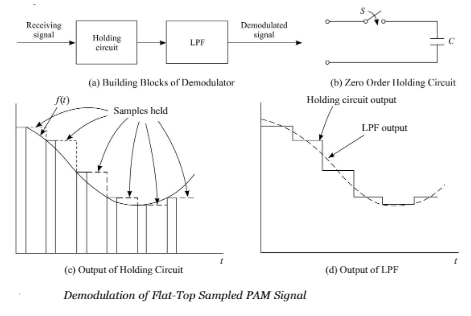 Receiving
signal
Holding
circuit
LPF
Demodulated
signal
S
C
(a) Building Blocks of Demodulator
(b) Zero Order Holding Circuit
f(t)
Samples held
t
(c) Output of Holding Circuit
Holding circuit output
LPF output
t
(d) Output of LPF
Demodulation of Flat-Top Sampled PAM Signal